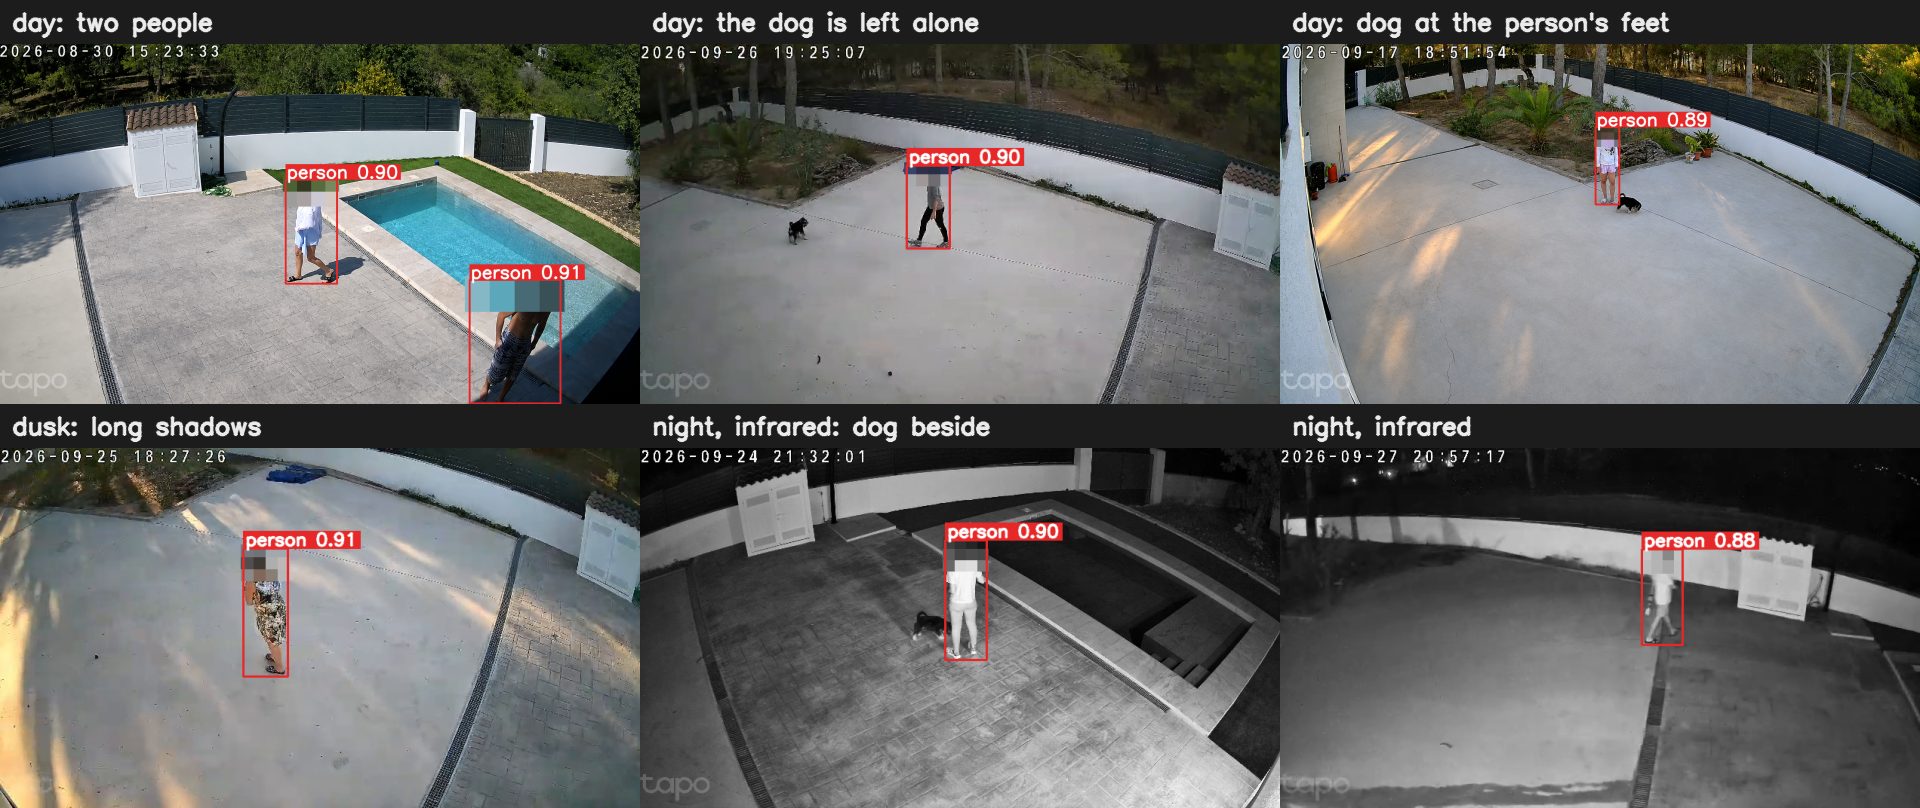 day: two people
2026-08-30 15:23:33
person 0.90
person 0.91
tapo
day: the dog is left alone
2026-09-26 19:25:07
person 0.90
tapo
day: dog at the person's feet
2026-09-17 18:51:54
person 0.89
tapo
dusk: long shadows
2026-09-25 18:27:26
person 0.91
tapo
night, infrared: dog beside
2026-09-24 21:32:01
person 0.90
tapo
night, infrared
2026-09-27 20:57:17
person 0.88
tapo